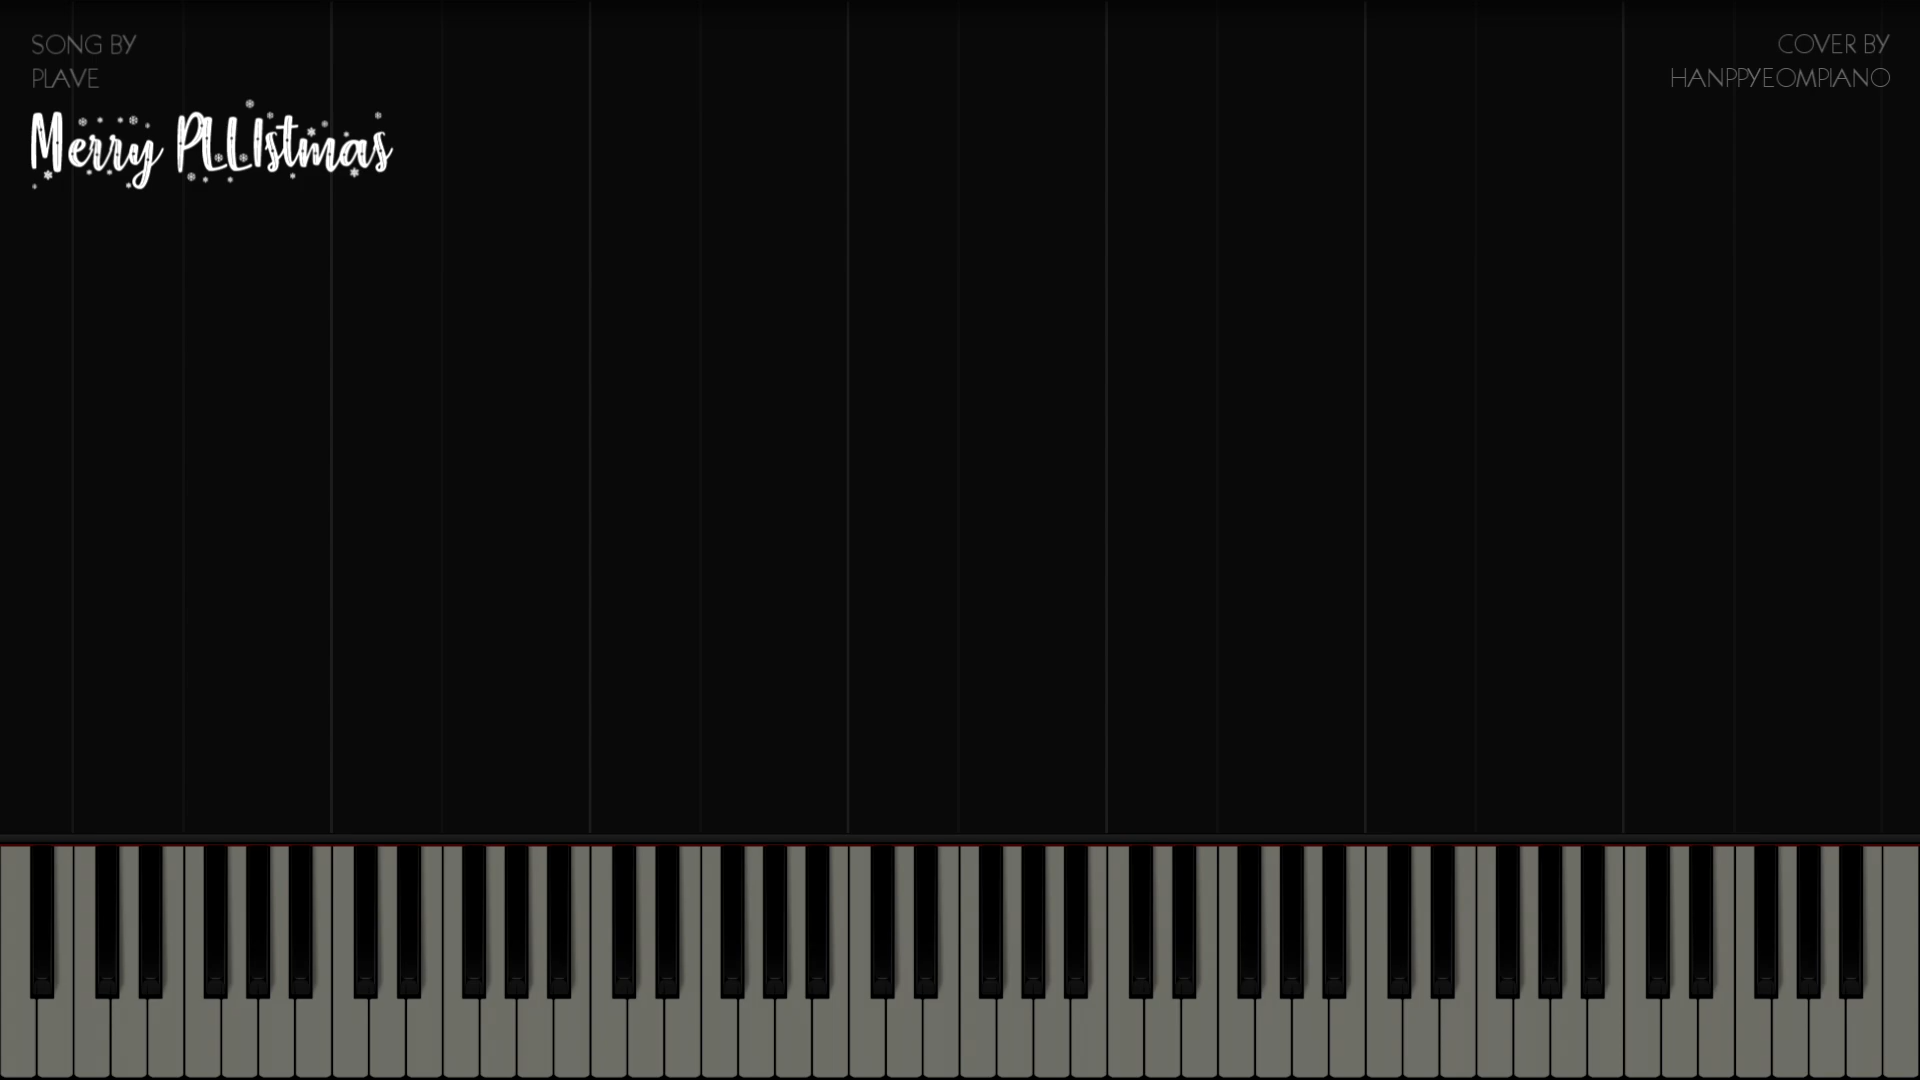 SONG BY
PLAVE
Merry PLLIstmas
COVER BY
HANPPYEOMPIANO